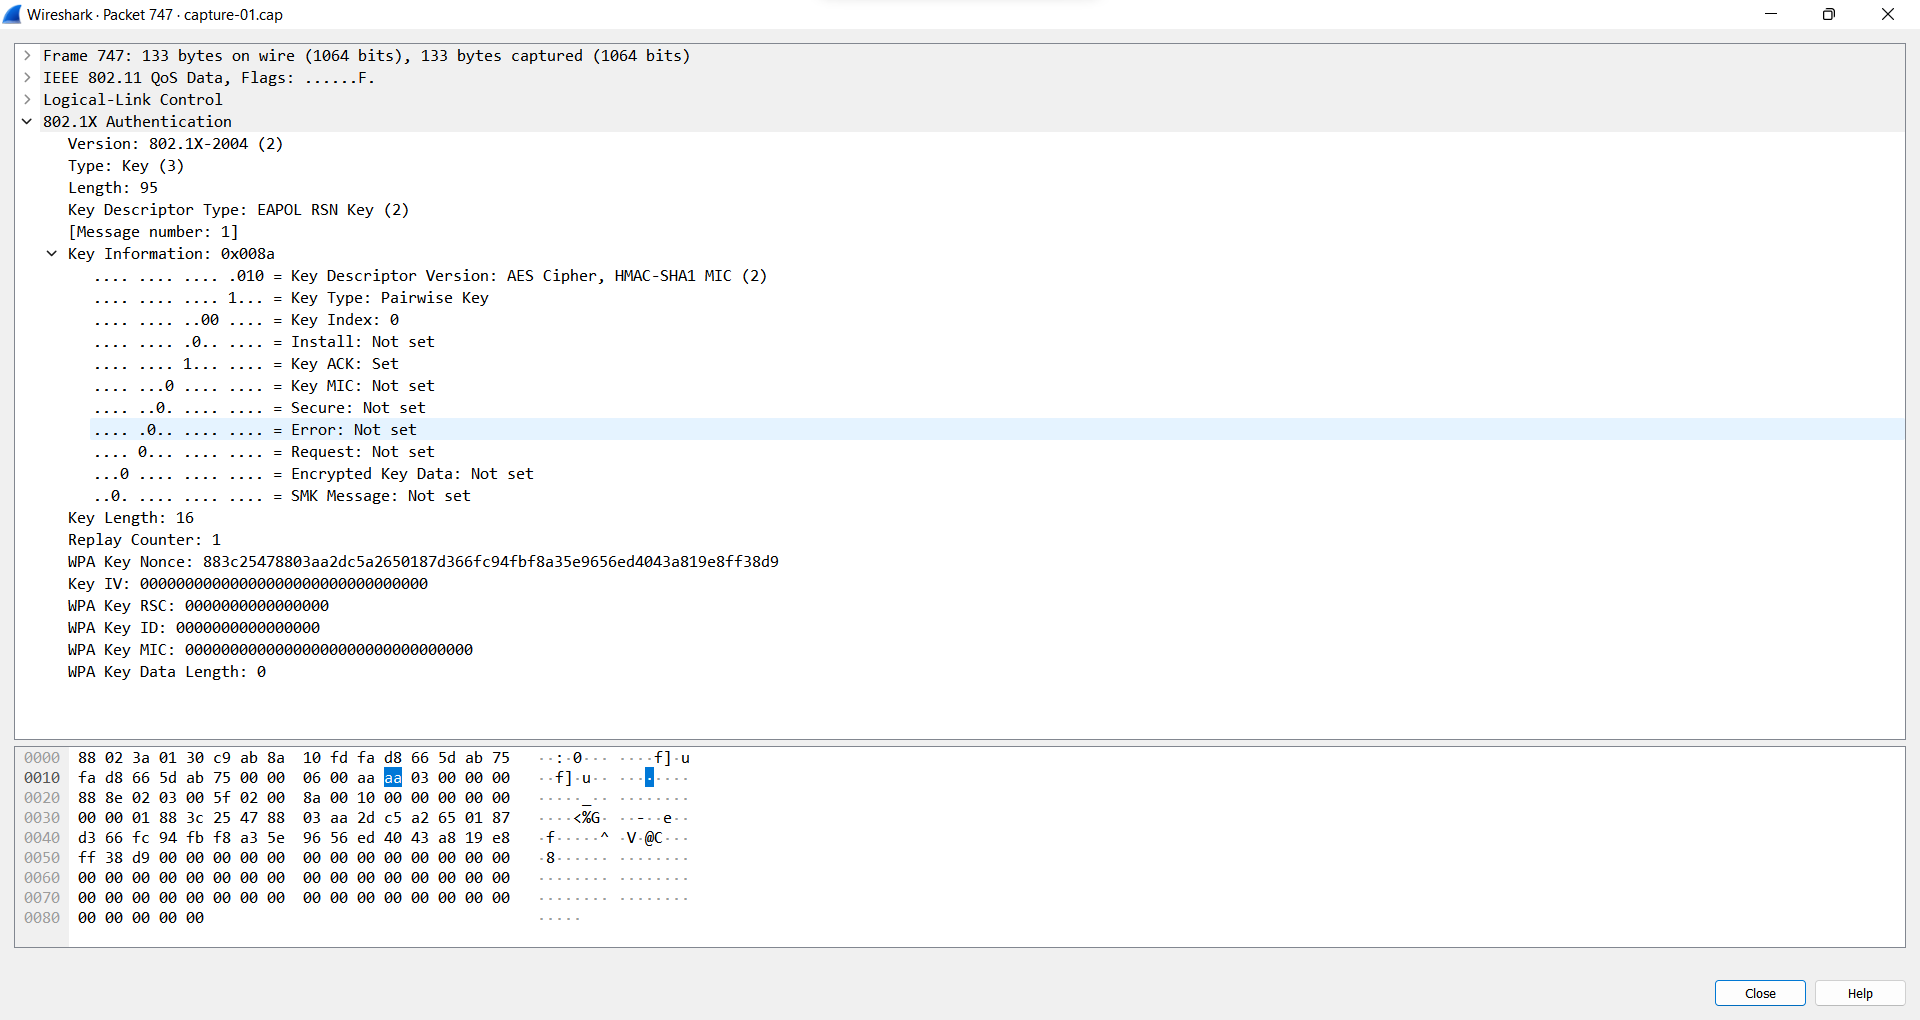 Wireshark · Packet 747 · capture-01.cap
Frame 747: 133 bytes on wire (1064 bits), 133 bytes captured (1064 bits)
IEEE 802.11 QoS Data, Flags: ......F.
Logical-Link Control
802.1X Authentication
Version: 802.1X-2004 (2)
Type: Key (3)
Length: 95
Key Descriptor Type: EAPOL RSN Key (2)
[Message number: 1]
Key Information: 0x008a
.... .... .... .010 = Key Descriptor Version: AES Cipher, HMAC-SHA1 MIC (2)
.... .... .... 1... = Key Type: Pairwise Key
.... .... ..00 .... = Key Index: 0
.... .... .0.. .... = Install: Not set
.... .... 1... .... = Key ACK: Set
.... ...0 .... .... = Key MIC: Not set
.... ..0. .... .... = Secure: Not set
.... .0.. .... .... = Error: Not set
.... 0... .... .... = Request: Not set
...0 .... .... .... = Encrypted Key Data: Not set
..0. .... .... .... = SMK Message: Not set
Key Length: 16
Replay Counter: 1
WPA Key Nonce: 883c25478803aa2dc5a2650187d366fc94fbf8a35e9656ed4043a819e8ff38d9
Key IV: 00000000000000000000000000000000
WPA Key RSC: 0000000000000000
WPA Key ID: 0000000000000000
WPA Key MIC: 00000000000000000000000000000000
WPA Key Data Length: 0
0000 88 02 3a 01 30 c9 ab 8a 10 fd fa d8 66 5d ab 75 ··:·0··· ····f]·u
0010 fa d8 66 5d ab 75 00 00 06 00 aa aa 03 00 00 00 ··f]·u·· ········
0020 88 8e 02 03 00 5f 02 00 8a 00 10 00 00 00 00 00 ·····_·· ········
0030 00 00 01 88 3c 25 47 88 03 aa 2d c5 a2 65 01 87 ····<%G· ··-··e··
0040 d3 66 fc 94 fb f8 a3 5e 96 56 ed 40 43 a8 19 e8 ·f·····^ ·V·@C···
0050 ff 38 d9 00 00 00 00 00 00 00 00 00 00 00 00 00 ·8······ ········
0060 00 00 00 00 00 00 00 00 00 00 00 00 00 00 00 00 ········ ········
0070 00 00 00 00 00 00 00 00 00 00 00 00 00 00 00 00 ········ ········
0080 00 00 00 00 00 ·····
Close
Help